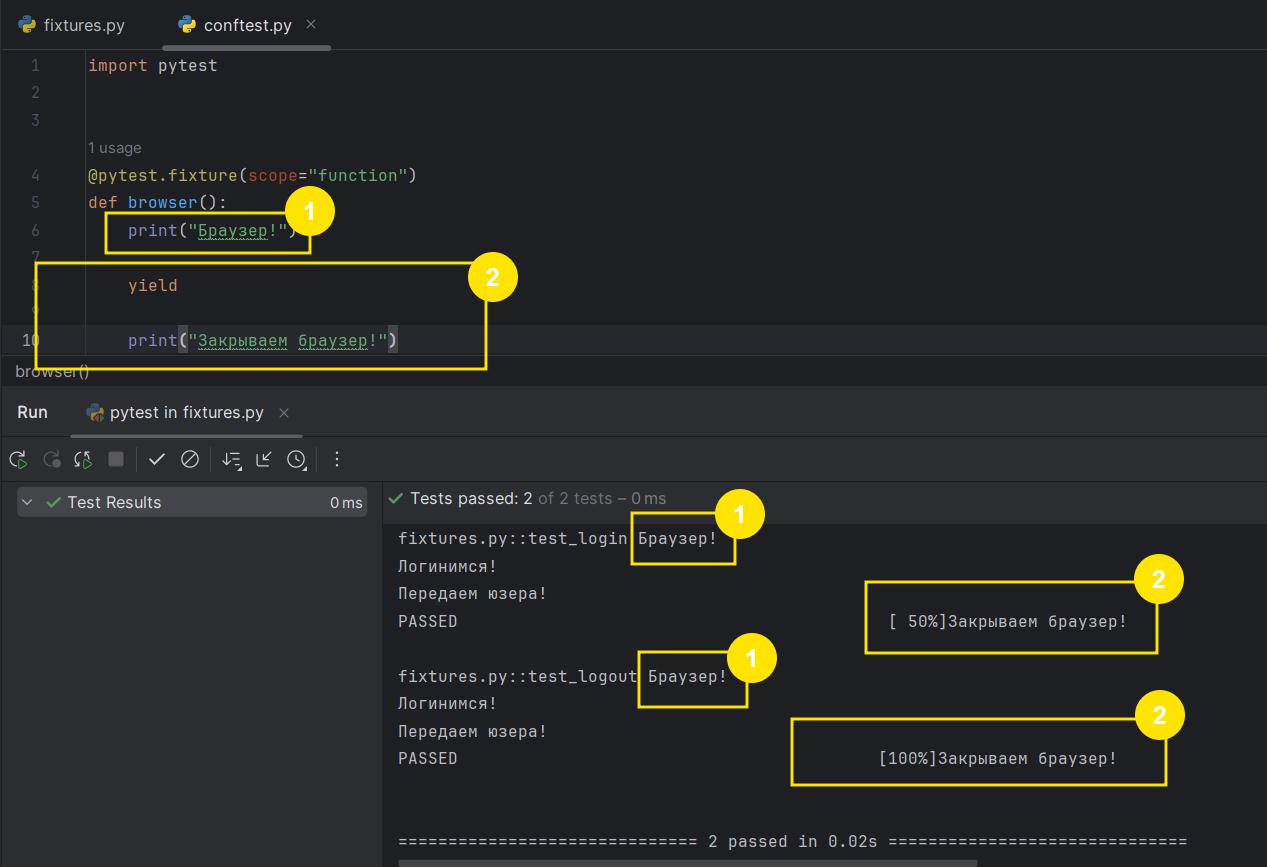 fixtures.py
conftest.py
1 import pytest
2
3
1 usage
4 @pytest.fixture(scope="function")
5 def browser():
1
6 print("Браузер!")
7
2
8 yield
9
10 print("Закрываем браузер!")
browser()
Run
pytest in fixtures.py
Test Results 0 ms
Tests passed: 2 of 2 tests – 0 ms
1
fixtures.py::test_login Браузер!
Логинимся!
2
Передаем юзера!
PASSED [ 50%]Закрываем браузер!
1
fixtures.py::test_logout Браузер!
Логинимся!
2
Передаем юзера!
PASSED [100%]Закрываем браузер!
============================== 2 passed in 0.02s ==============================